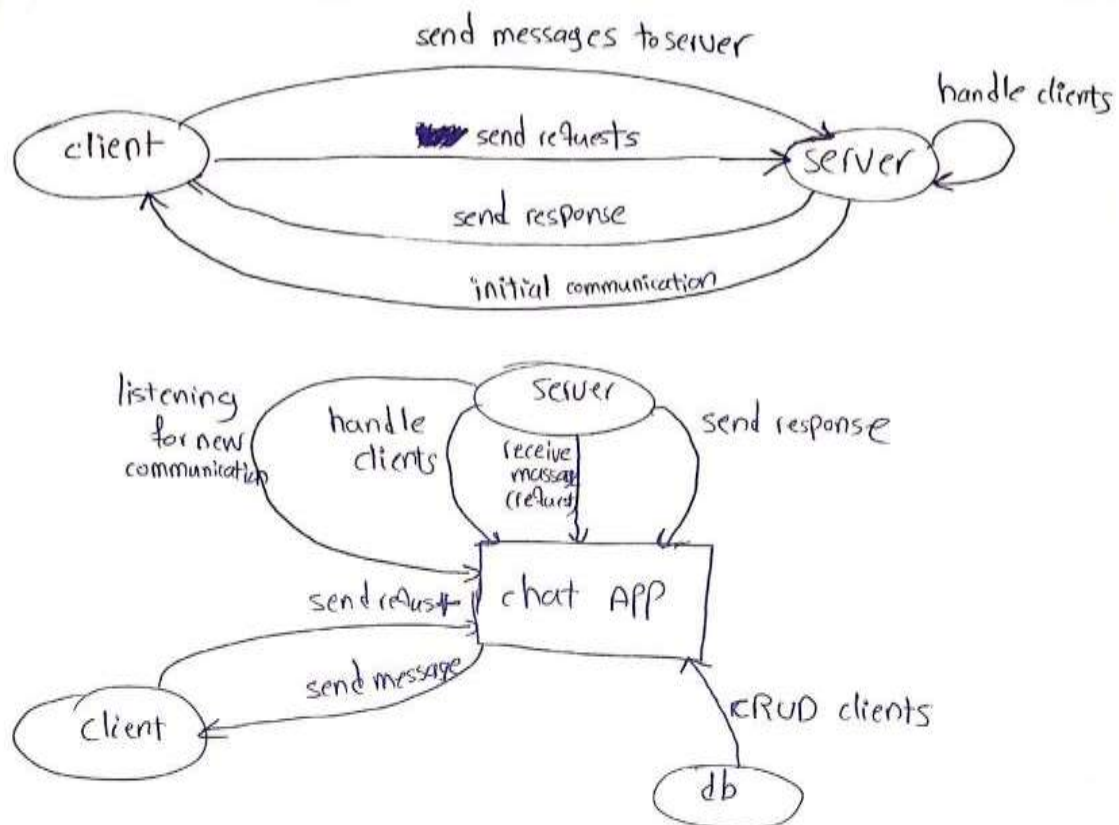 send messages to server
handle clients
client
send requests
server
send response
initial communication
server
listening
for new
communication
handle
clients
receive
massag
(request)
send response
chat APP
send request
send message
client
CRUD clients
db